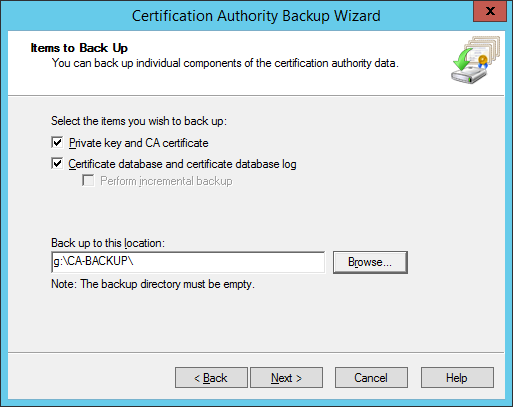 Certification Authority Backup Wizard
x
Items to Back Up
You can back up individual components of the certification authority data.
Select the items you wish to back up:
Private key and CA certificate
Certificate database and certificate database log
Perform incremental backup
Back up to this location:
g:\CA-BACKUP\
Browse...
Note: The backup directory must be empty.
< Back Next > Cancel Help